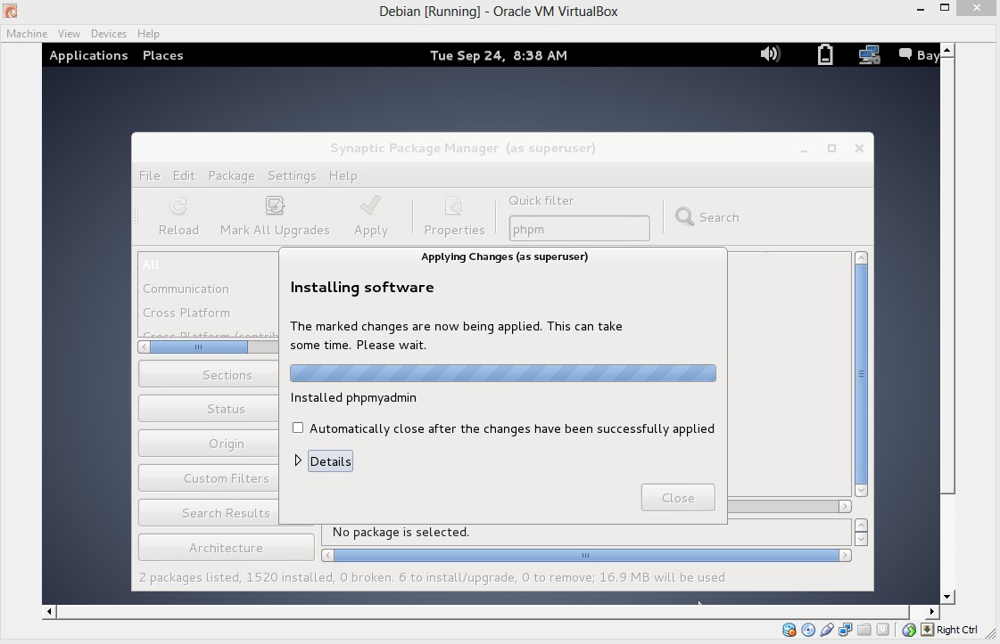 Debian [Running] - Oracle VM VirtualBox
Machine View Devices Help
Applications Places Tue Sep 24, 8:38 AM Bay
Synaptic Package Manager (as superuser)
File Edit Package Settings Help
Quick filter
Reload Mark All Upgrades Apply Properties phpm Search
Applying Changes (as superuser)
All
Communication
Cross Platform
Cross Platform (contrib
Installing software
The marked changes are now being applied. This can take
some time. Please wait.
Installed phpmyadmin
Automatically close after the changes have been successfully applied
Details
Close
Sections
Status
Origin
Custom Filters
Search Results
Architecture
No package is selected.
2 packages listed, 1520 installed, 0 broken. 6 to install/upgrade, 0 to remove; 16.9 MB will be used
Right Ctrl